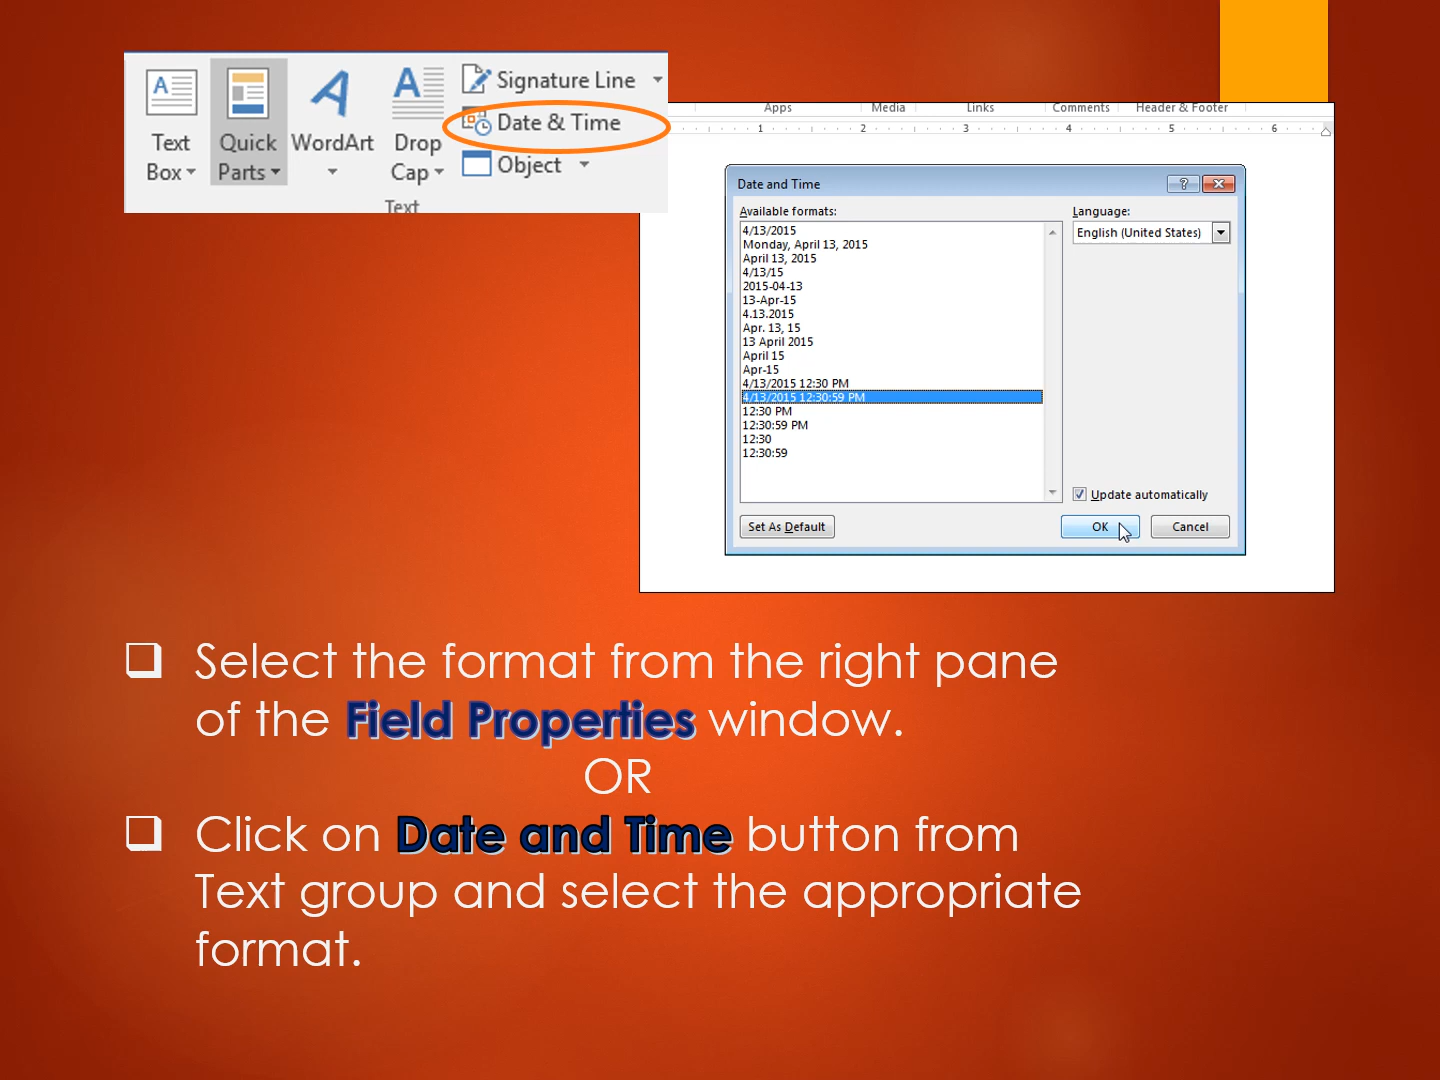 Text
Box
Quick
Parts
WordArt
Drop
Cap
Signature Line
Date & Time
Object
Text
Apps Media Links Comments Header & Footer
1 2 3 4 5 6
Date and Time
Available formats:
4/13/2015
Monday, April 13, 2015
April 13, 2015
4/13/15
2015-04-13
13-Apr-15
4.13.2015
Apr. 13, 15
13 April 2015
April 15
Apr-15
4/13/2015 12:30 PM
4/13/2015 12:30:59 PM
12:30 PM
12:30:59 PM
12:30
12:30:59
Language:
English (United States)
Update automatically
Set As Default
OK
Cancel
Select the format from the right pane
of the Field Properties window.
OR
Click on Date and Time button from
Text group and select the appropriate
format.